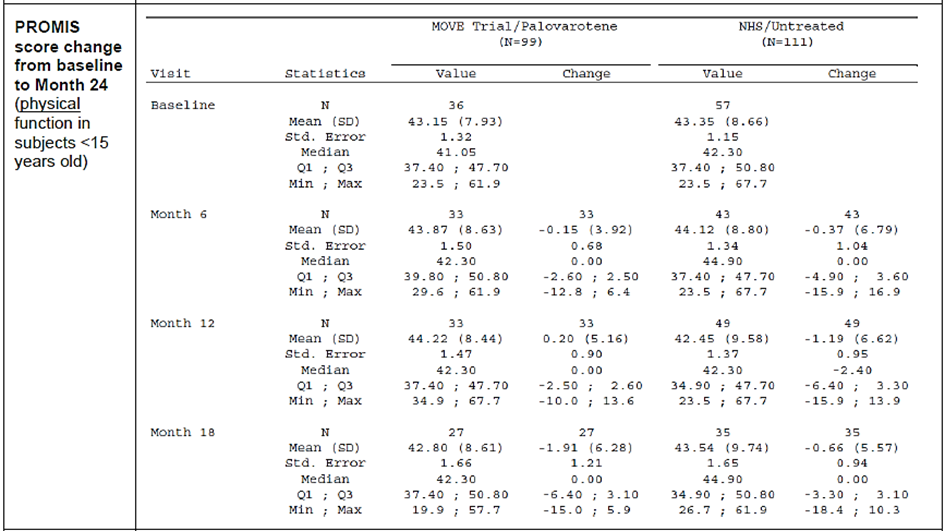 PROMIS
score change
from baseline
to Month 24
(physical
function in
subjects <15
years old)
MOVE Trial/Palovarotene NHS/Untreated
(N=99) (N=111)
Visit Statistics Value Change Value Change
Baseline N 36 57
Mean (SD) 43.15 (7.93) 43.35 (8.66)
Std. Error 1.32 1.15
Median 41.05 42.30
Q1 ; Q3 37.40 ; 47.70 37.40 ; 50.80
Min ; Max 23.5 ; 61.9 23.5 ; 67.7
Month 6 N 33 33 43 43
Mean (SD) 43.87 (8.63) -0.15 (3.92) 44.12 (8.80) -0.37 (6.79)
Std. Error 1.50 0.68 1.34 1.04
Median 42.30 0.00 44.90 0.00
Q1 ; Q3 39.80 ; 50.80 -2.60 ; 2.50 37.40 ; 47.70 -4.90 ; 3.60
Min ; Max 29.6 ; 61.9 -12.8 ; 6.4 23.5 ; 67.7 -15.9 ; 16.9
Month 12 N 33 33 49 49
Mean (SD) 44.22 (8.44) 0.20 (5.16) 42.45 (9.58) -1.19 (6.62)
Std. Error 1.47 0.90 1.37 0.95
Median 42.30 0.00 42.30 -2.40
Q1 ; Q3 37.40 ; 47.70 -2.50 ; 2.60 34.90 ; 47.70 -6.40 ; 3.30
Min ; Max 34.9 ; 67.7 -10.0 ; 13.6 23.5 ; 67.7 -15.9 ; 13.9
Month 18 N 27 27 35 35
Mean (SD) 42.80 (8.61) -1.91 (6.28) 43.54 (9.74) -0.66 (5.57)
Std. Error 1.66 1.21 1.65 0.94
Median 42.30 0.00 44.90 0.00
Q1 ; Q3 37.40 ; 50.80 -6.40 ; 3.10 34.90 ; 50.80 -3.30 ; 3.10
Min ; Max 19.9 ; 57.7 -15.0 ; 5.9 26.7 ; 61.9 -18.4 ; 10.3